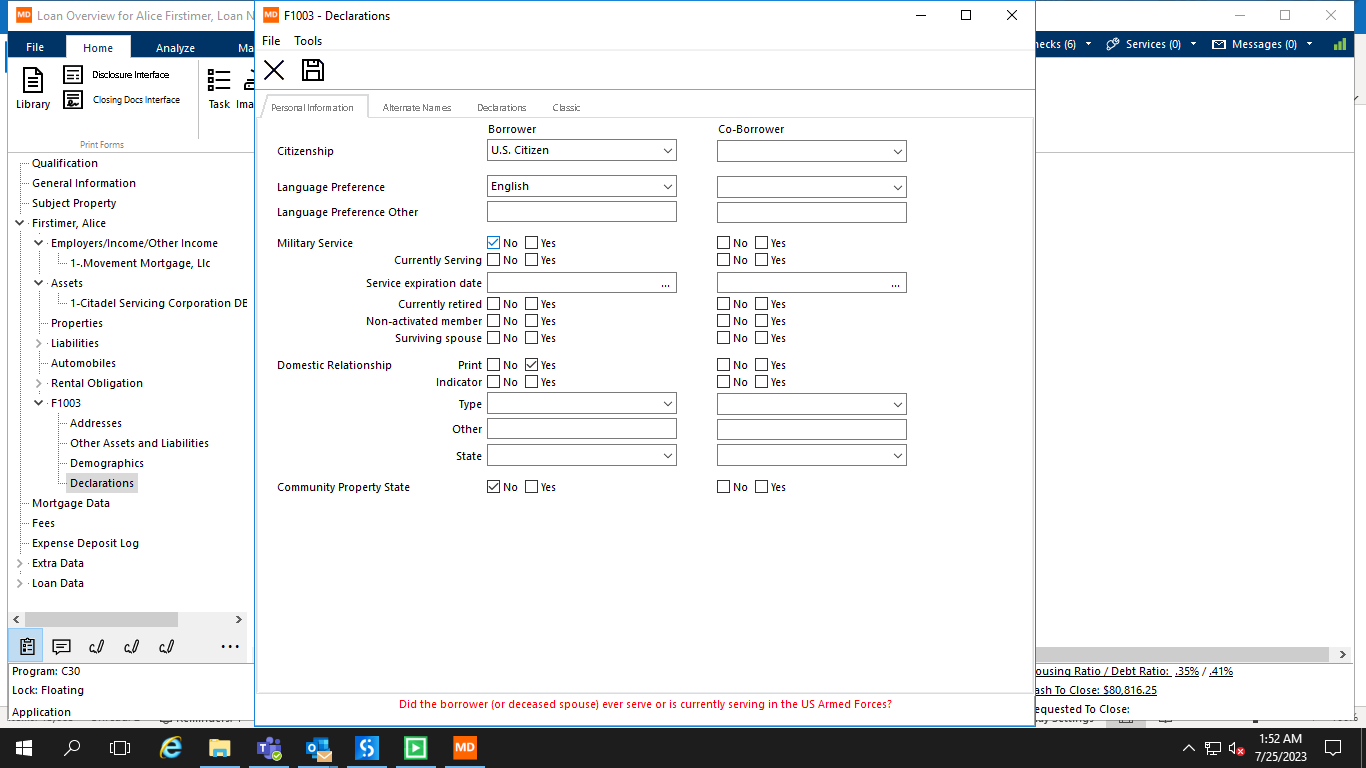 MD Loan Overview for Alice Firstimer, Loan N
File Home Analyze Ma
Library
Disclosure Interface
Closing Docs Interface
Task Ima
Print Forms
Qualification
General Information
Subject Property
Firstimer, Alice
Employers/Income/Other Income
1-.Movement Mortgage, Llc
Assets
1-Citadel Servicing Corporation DE
Properties
Liabilities
Automobiles
Rental Obligation
F1003
Addresses
Other Assets and Liabilities
Demographics
Declarations
Mortgage Data
Fees
Expense Deposit Log
Extra Data
Loan Data
Program: C30
Lock: Floating
Application
MD F1003 - Declarations
File Tools
Personal Information Alternate Names Declarations Classic
Borrower Co-Borrower
Citizenship U.S. Citizen
Language Preference English
Language Preference Other
Military Service No Yes No Yes
Currently Serving No Yes No Yes
Service expiration date ... ...
Currently retired No Yes No Yes
Non-activated member No Yes No Yes
Surviving spouse No Yes No Yes
Domestic Relationship Print No Yes No Yes
Indicator No Yes No Yes
Type
Other
State
Community Property State No Yes No Yes
Did the borrower (or deceased spouse) ever serve or is currently serving in the US Armed Forces?
hecks (6) Services (0) Messages (0)
ousing Ratio / Debt Ratio: .35% / .41%
ash To Close: $80,816.25
equested To Close:
MD
1:52 AM
7/25/2023